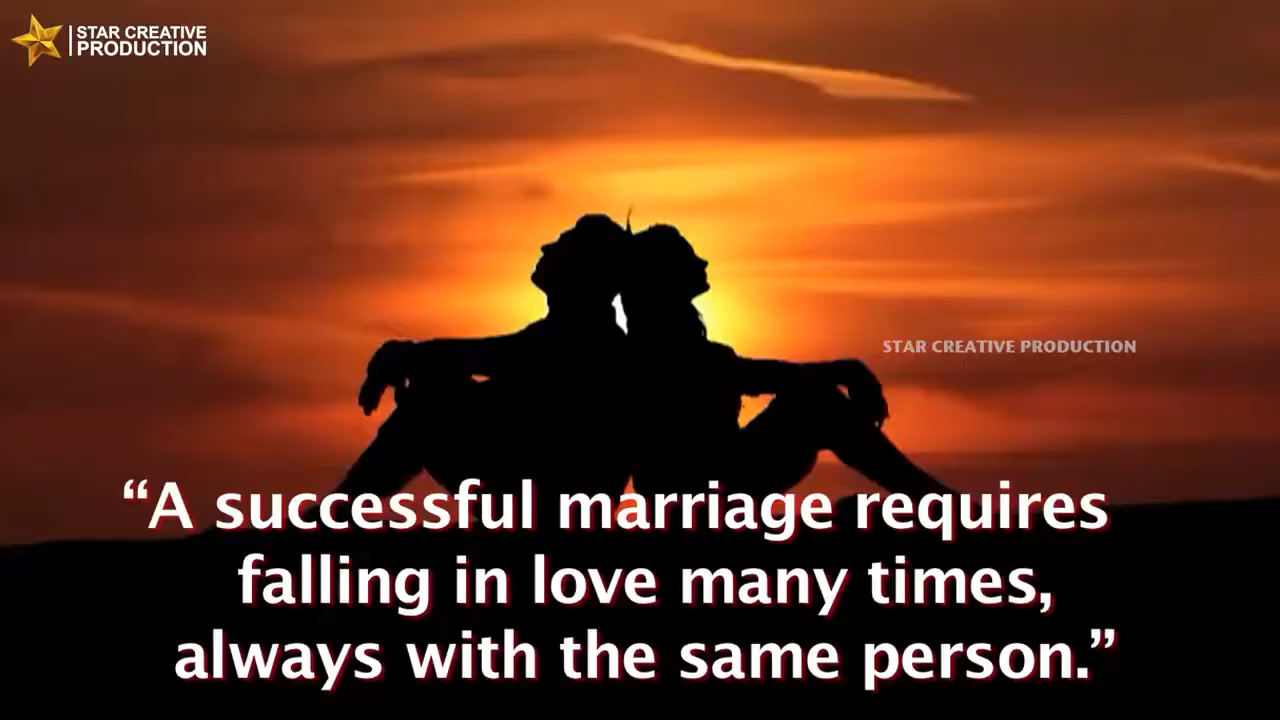 STAR CREATIVE
PRODUCTION
STAR CREATIVE PRODUCTION
“A successful marriage requires
falling in love many times,
always with the same person.”